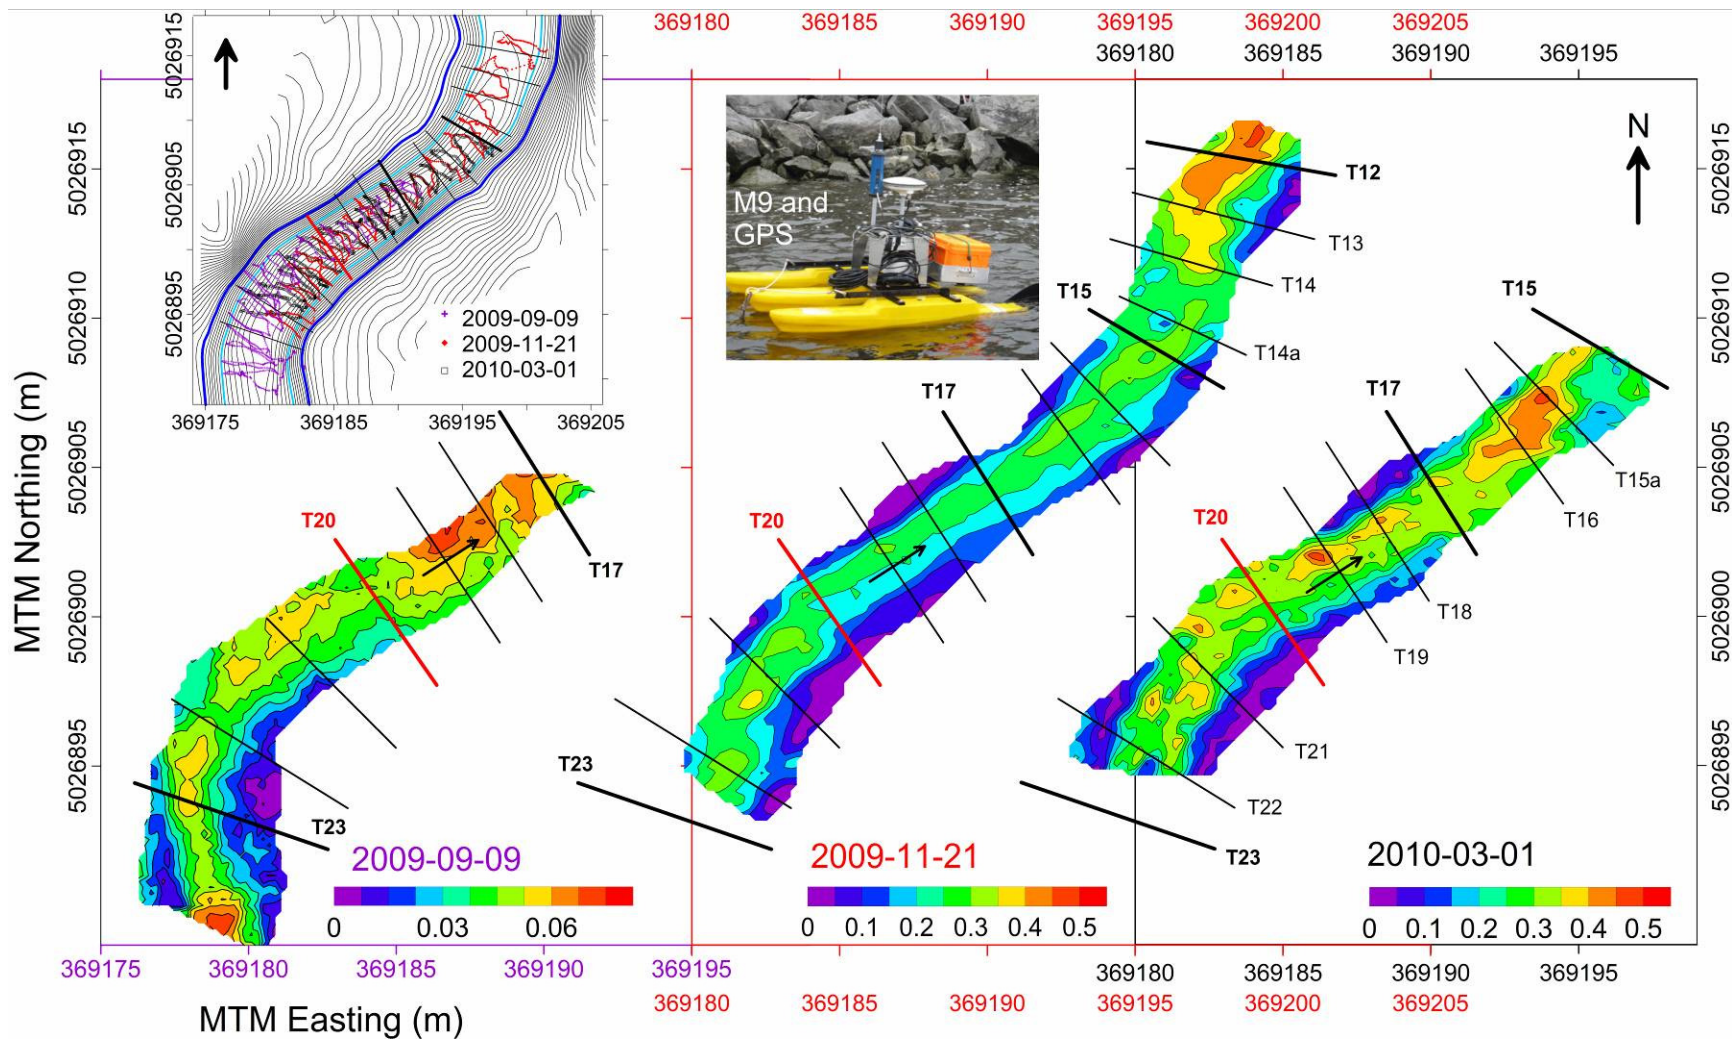 369180 369185 369190 369195 369200 369205
369180 369185 369190 369195
5026915
5026905
5026895
2009-09-09
2009-11-21
2010-03-01
369175 369185 369195 369205
M9 and
GPS
N
T12
T13
T14
T15
T14a
T17
T20
T23
T15
T17
T15a
T16
T20
T18
T19
T21
T22
T23
T20
T17
T23
MTM Northing (m)
5026915
5026910
5026905
5026900
5026895
5026915
5026910
5026905
5026900
5026895
2009-09-09
0 0.03 0.06
2009-11-21
0 0.1 0.2 0.3 0.4 0.5
2010-03-01
0 0.1 0.2 0.3 0.4 0.5
369175 369180 369185 369190 369195 369180 369185 369190 369195
369180 369185 369190 369195 369200 369205
MTM Easting (m)